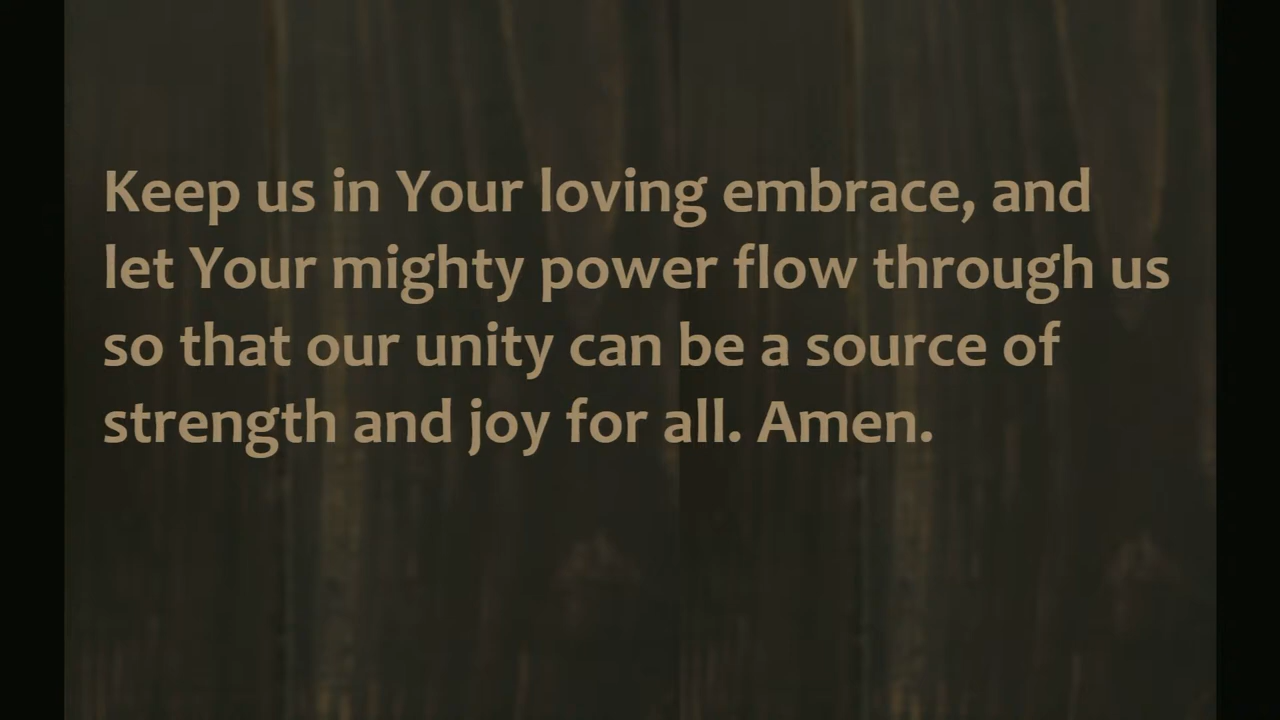 Keep us in Your loving embrace, and
let Your mighty power flow through us
so that our unity can be a source of
strength and joy for all. Amen.